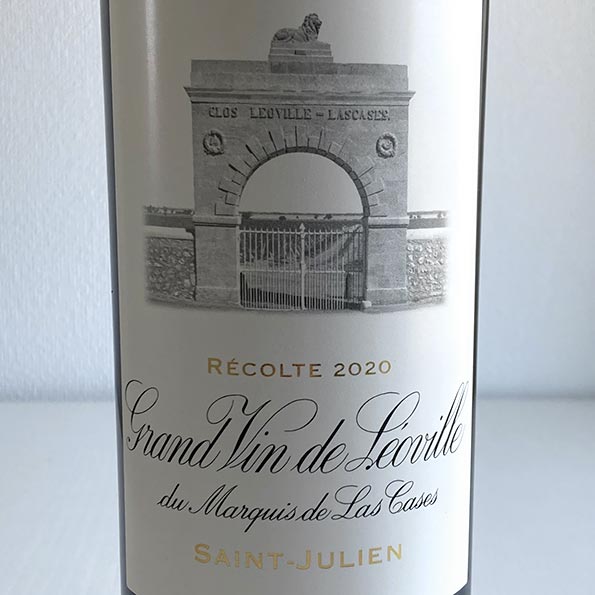 CLOS LEOVILLE-LASCASES.
RÉCOLTE 2020
Grand Vin de Léoville
du Marquis de Las Cases
SAINT-JULIEN